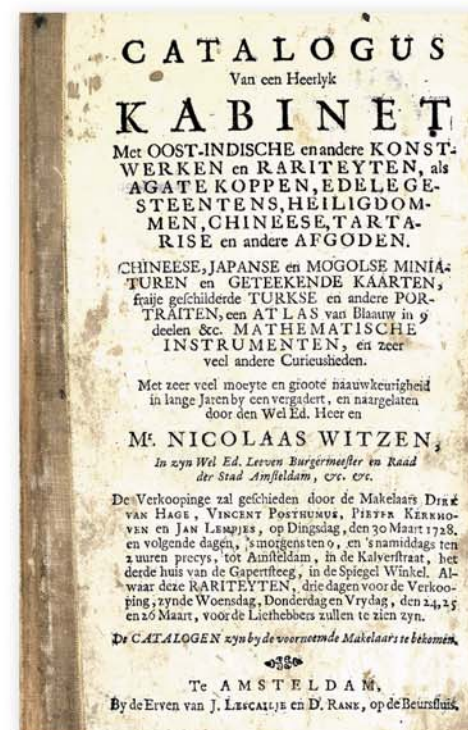 CATALOGUS
Van een Heerlyk
KABINET
Met OOST-INDISCHE en andere KONST-
WERKEN en RARITEYTEN, als
AGATE KOPPEN, EDELE GE-
STEENTENS, HEILIGDOM-
MEN, CHINEESE, TARTA-
RISE en andere AFGODEN.
CHINEESE, JAPANSE en MOGOLSE MINIA-
TUREN en GETEEKENDE KAARTEN,
fraije geschilderde TURKSE en andere POR-
TRAITEN, een ATLAS van Blaauw in 9
deelen &c. MATHEMATISCHE
INSTRUMENTEN, en zeer
veel andere Curieusheden.
Met zeer veel moeyte en groote naauwkeurigheid
in lange Jaren by een vergadert, en naargelaten
door den Wel Ed. Heer en
Mr. NICOLAAS WITZEN,
In zyn Wel Ed. Leeven Burgermeester en Raad
der Stad Amsteldam, &c. &c.
De Verkoopinge zal geschieden door de Makelaars DIRK
VAN HAGE, VINCENT POSTHUMUS, PIETER KERKHO-
VEN en JAN LEMPJES, op Dingsdag, den 30 Maart 1728.
en volgende dagen, 's morgens ten 9, en 's namiddags ten
2 uuren precys, tot Amsteldam, in de Kalverstraat, het
derde huis van de Gapersteeg, in de Spiegel Winkel. Al-
waar deze RARITEYTEN, drie dagen voor de Verkoo-
ping, zynde Woensdag, Donderdag en Vrydag, den 24, 25
en 26 Maart, voor de Liefhebbers zullen te zien zyn.
De CATALOGEN zyn by de voornoemde Makelaars te bekomen.
Te AMSTELDAM,
By de Erven van J. LESCAILJE en D. RANK, op de Beurssluis.